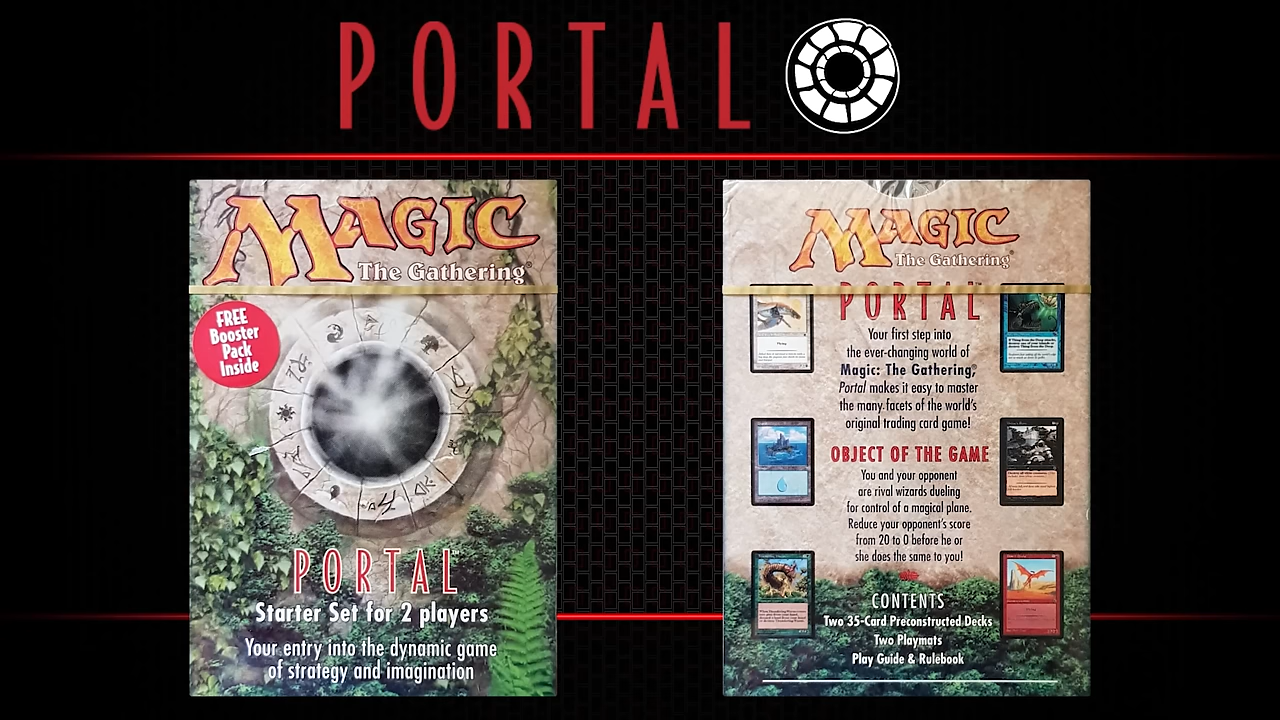 PORTAL
MAGIC
The Gathering®
FREE
Booster
Pack
Inside
PORTAL™
Starter Set for 2 players
Your entry into the dynamic game
of strategy and imagination
MAGIC
The Gathering®
PORTAL™
Your first step into
the ever-changing world of
Magic: The Gathering®.
Portal makes it easy to master
the many facets of the world's
original trading card game!
OBJECT OF THE GAME
You and your opponent
are rival wizards dueling
for control of a magical plane.
Reduce your opponent's score
from 20 to 0 before he or
she does the same to you!
CONTENTS
Two 35-Card Preconstructed Decks
Two Playmats
Play Guide & Rulebook